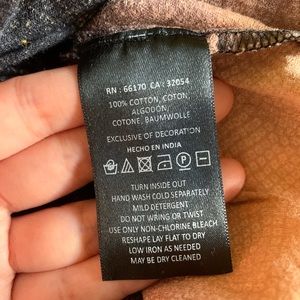 RN : 66170 CA : 32054
100% COTTON, COTON,
ALGODON,
COTONE, BAUMWOLLE
EXCLUSIVE OF DECORATION
HECHO EN INDIA
TURN INSIDE OUT
HAND WASH COLD SEPARATELY
MILD DETERGENT
DO NOT WRING OR TWIST
USE ONLY NON-CHLORINE,BLEACH
RESHAPE LAY FLAT TO DRY
LOW IRON AS NEEDED
MAY BE DRY CLEANED